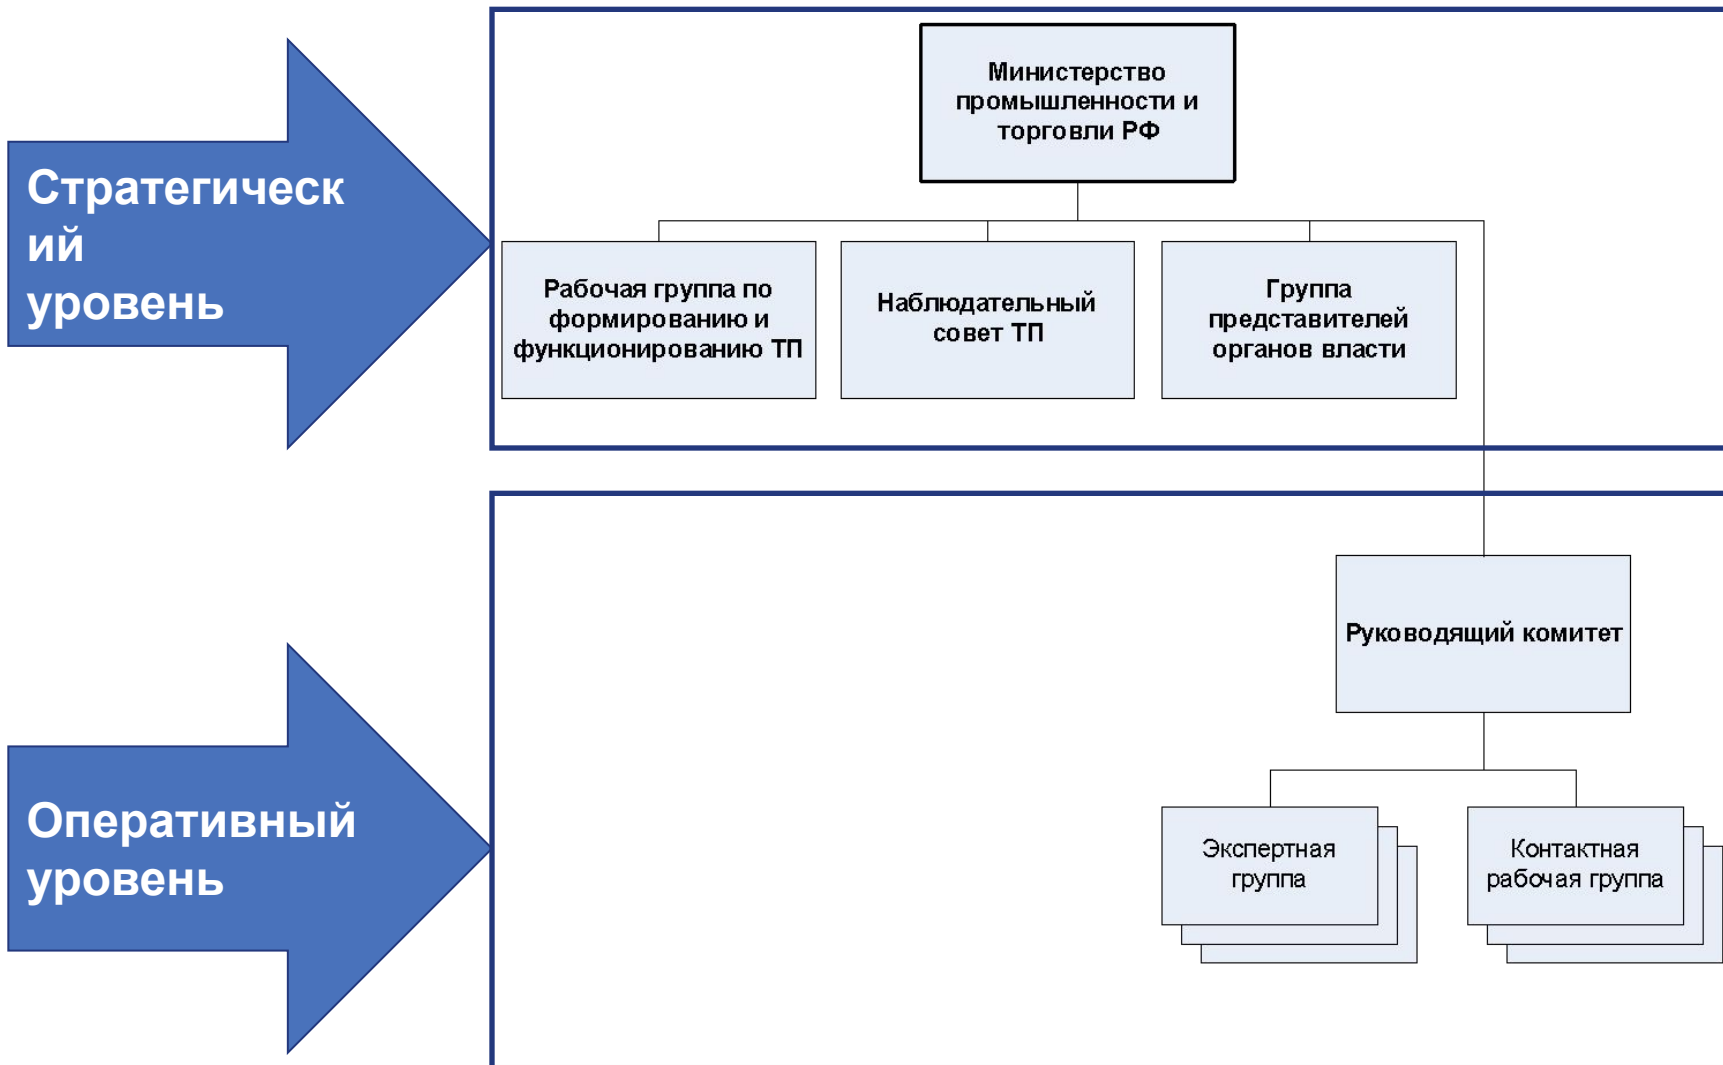 Министерство
промышленности и
торговли РФ
Стратегическ
ий
уровень
Рабочая группа по
формированию и
функционированию ТП
Наблюдательный
совет ТП
Группа
представителей
органов власти
Руководящий комитет
Оперативный
уровень
Экспертная
группа
Контактная
рабочая группа